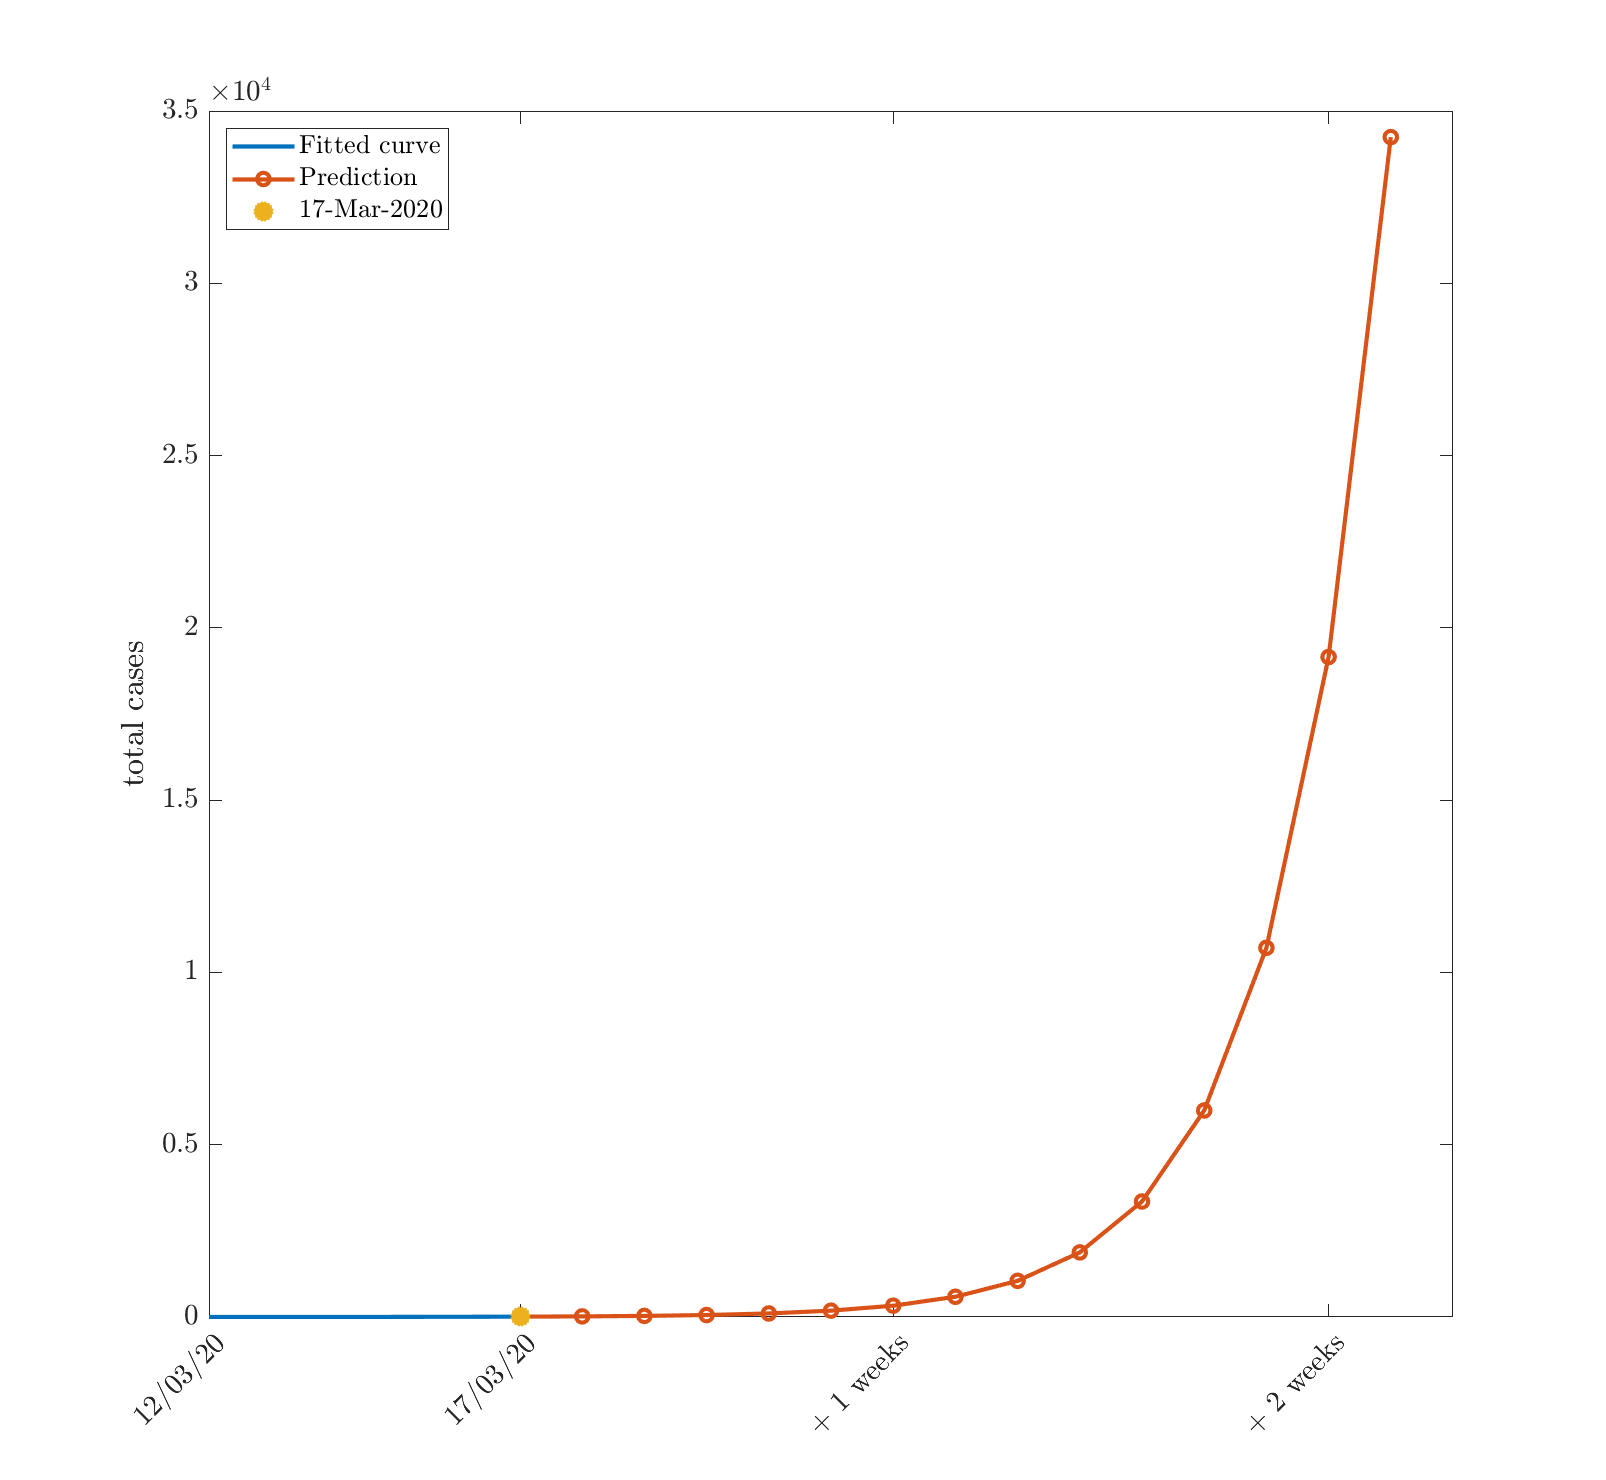 ×10⁴
3.5
3
2.5
2
1.5
1
0.5
0
total cases
Fitted curve
Prediction
17-Mar-2020
12/03/20
17/03/20
+ 1 weeks
+ 2 weeks